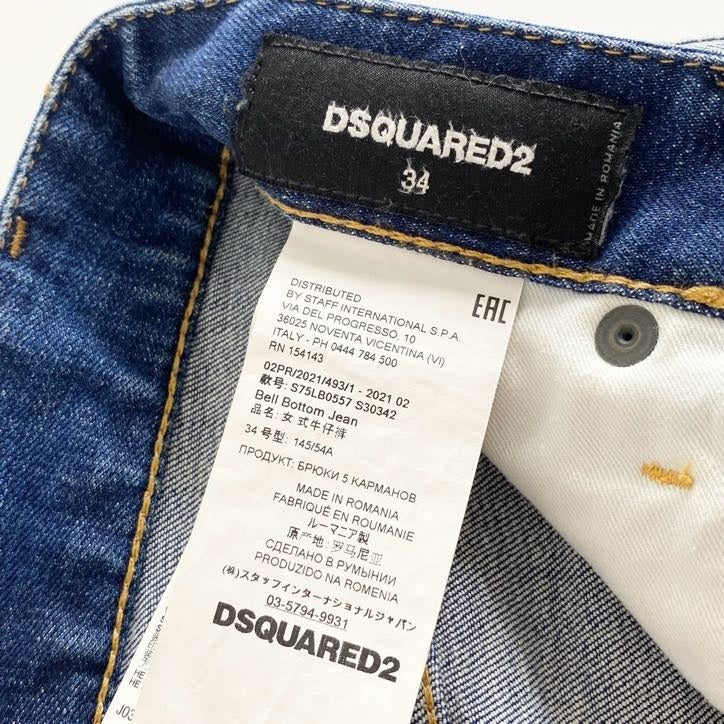 DSQUARED2
34
MADE IN ROMANIA
DISTRIBUTED
BY STAFF INTERNATIONAL S.P.A.
VIA DEL PROGRESSO, 10
36025 NOVENTA VICENTINA (VI)
ITALY - PH 0444 784 500
RN 154143
EAC
02PR/2021/493/1 - 2021 02
款号: S75LB0557 S30342
Bell Bottom Jean
品名: 女式牛仔裤
34 号型: 145/54A
ПРОДУКТ: БРЮКИ 5 КАРМАНОВ
MADE IN ROMANIA
FABRIQUÉ EN ROUMANIE
ルーマニア製
原产地: 罗马尼亚
СДЕЛАНО В РУМЫНИИ
PRODUZIDO NA ROMENIA
(株)スタッフインターナショナルジャパン
03-5794-9931
DSQUARED2